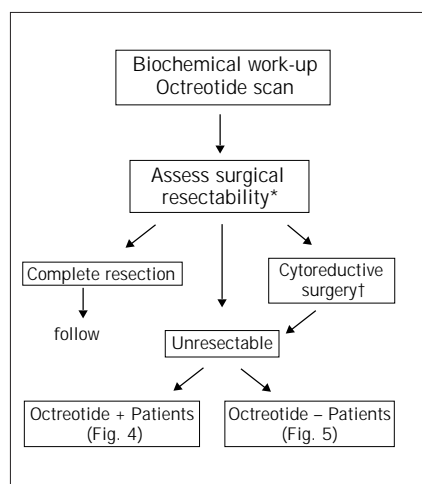 Biochemical work-up
Octreotide scan
Assess surgical
resectability*
Complete resection
Cytoreductive
surgery†
follow
Unresectable
Octreotide + Patients
(Fig. 4)
Octreotide – Patients
(Fig. 5)